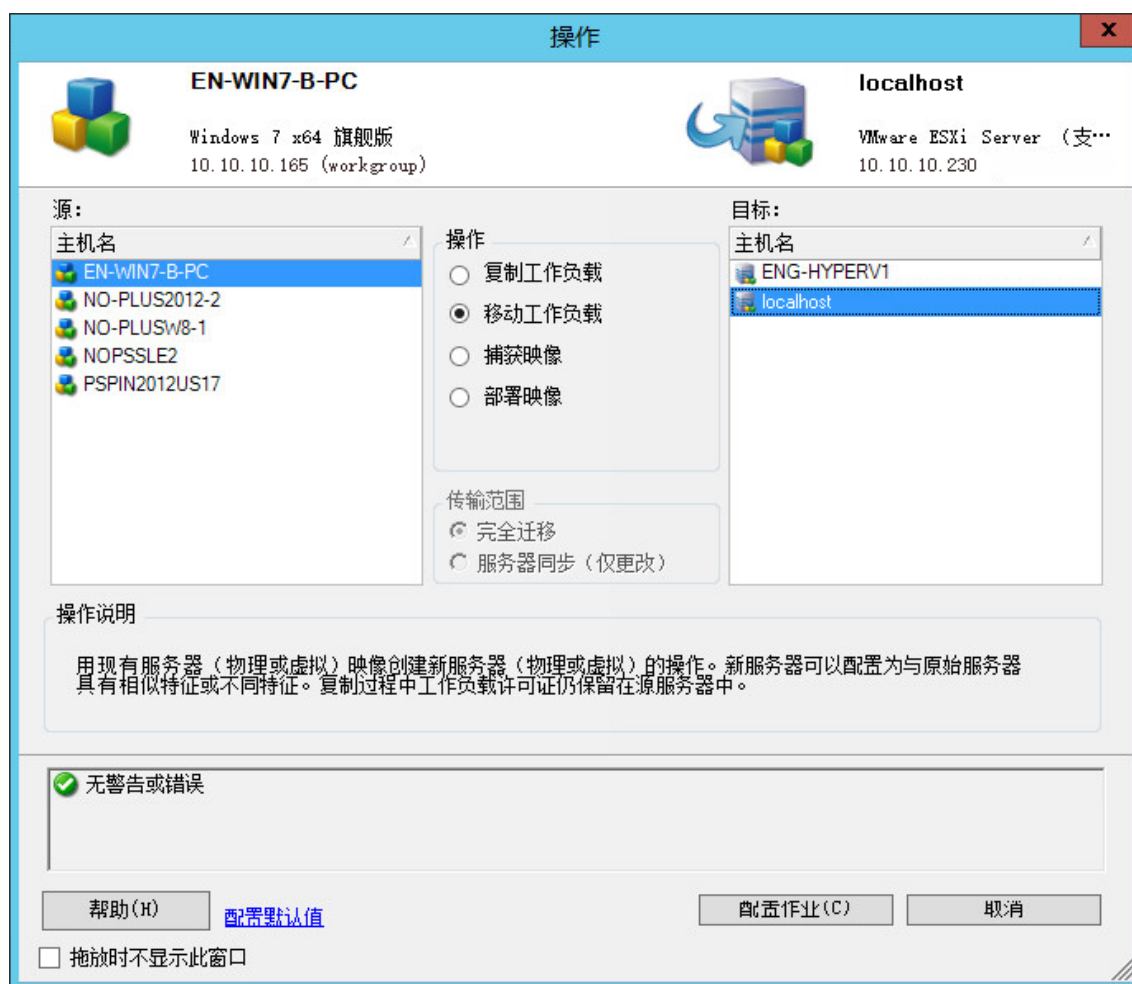 操作
x
EN-WIN7-B-PC
Windows 7 x64 旗舰版
10.10.10.165 (workgroup)
localhost
VMware ESXi Server （支…
10.10.10.230
源：
主机名
EN-WIN7-B-PC
NO-PLUS2012-2
NO-PLUSW8-1
NOPSSLE2
PSPIN2012US17
操作
复制工作负载
移动工作负载
捕获映像
部署映像
传输范围
完全迁移
服务器同步（仅更改）
目标：
主机名
ENG-HYPERV1
localhost
操作说明
用现有服务器（物理或虚拟）映像创建新服务器（物理或虚拟）的操作。新服务器可以配置为与原始服务器
具有相似特征或不同特征。复制过程中工作负载许可证仍保留在源服务器中。
无警告或错误
帮助(H)
配置默认值
配置作业(C)
取消
拖放时不显示此窗口